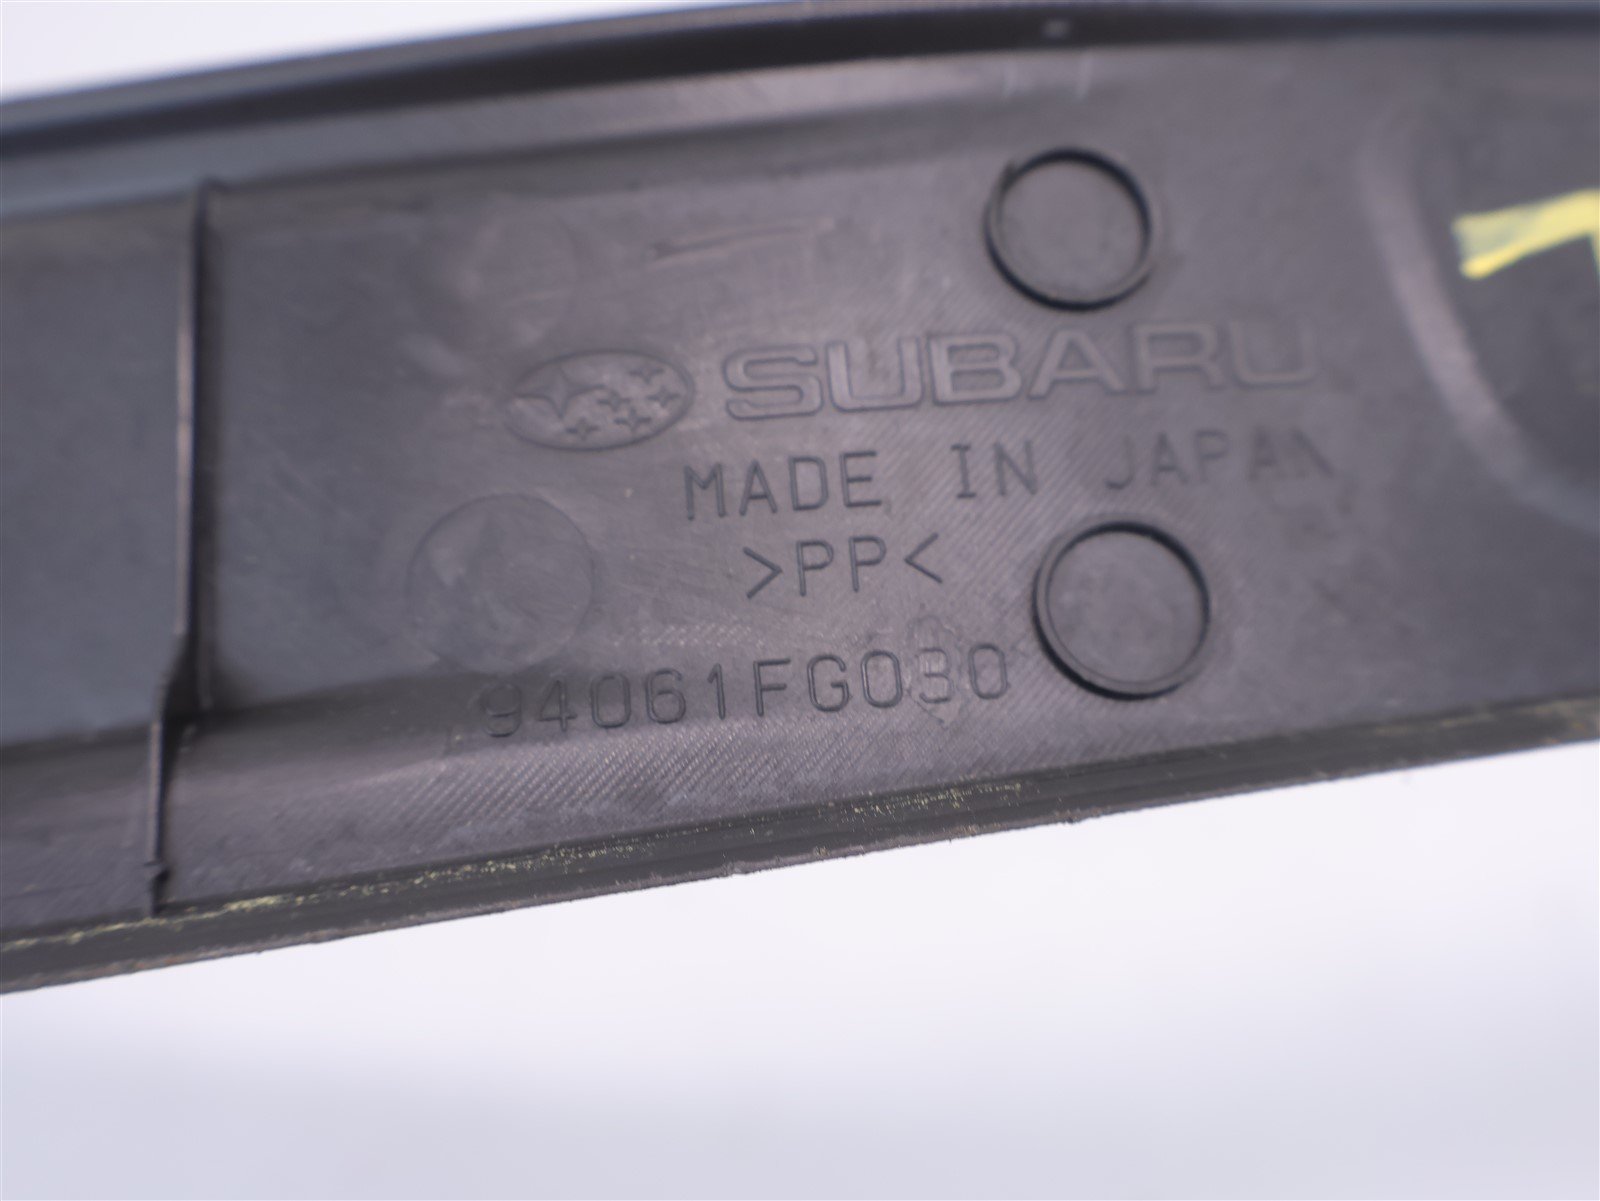 SUBARU
MADE IN JAPAN
>PP<
94061FG030